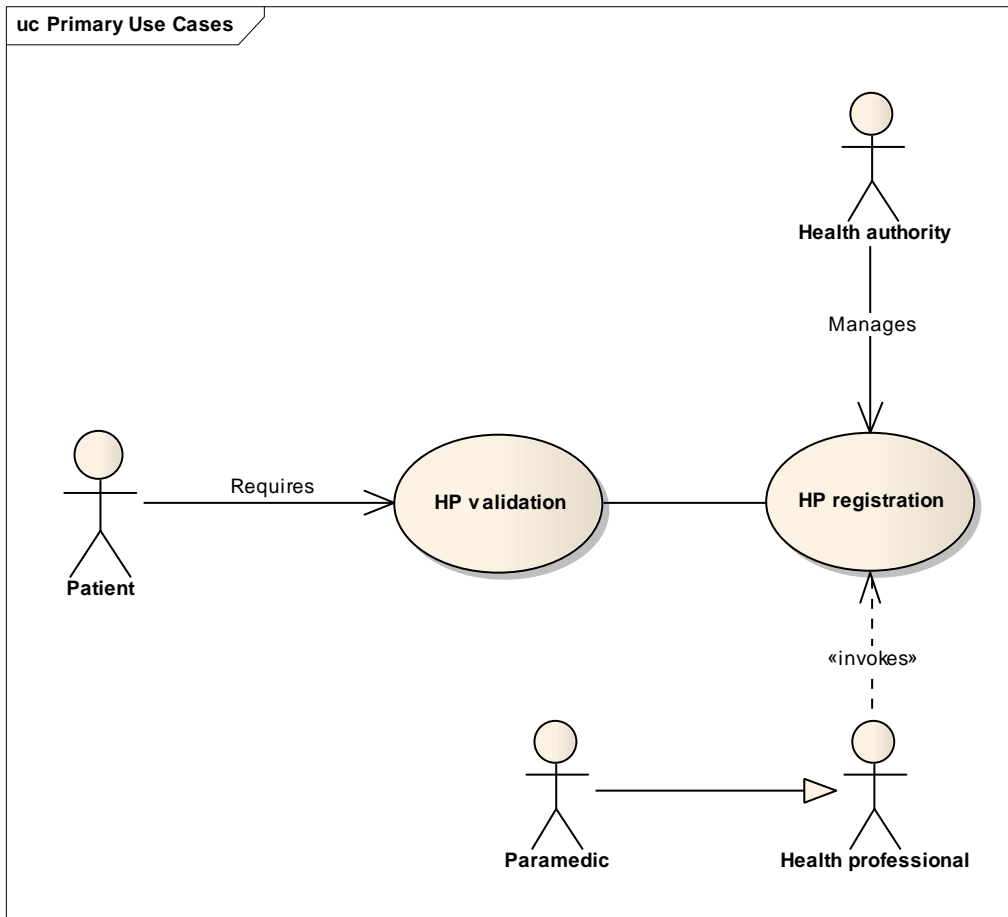 uc Primary Use Cases
Health authority
Manages
Requires
HP validation
HP registration
Patient
«invokes»
Paramedic
Health professional